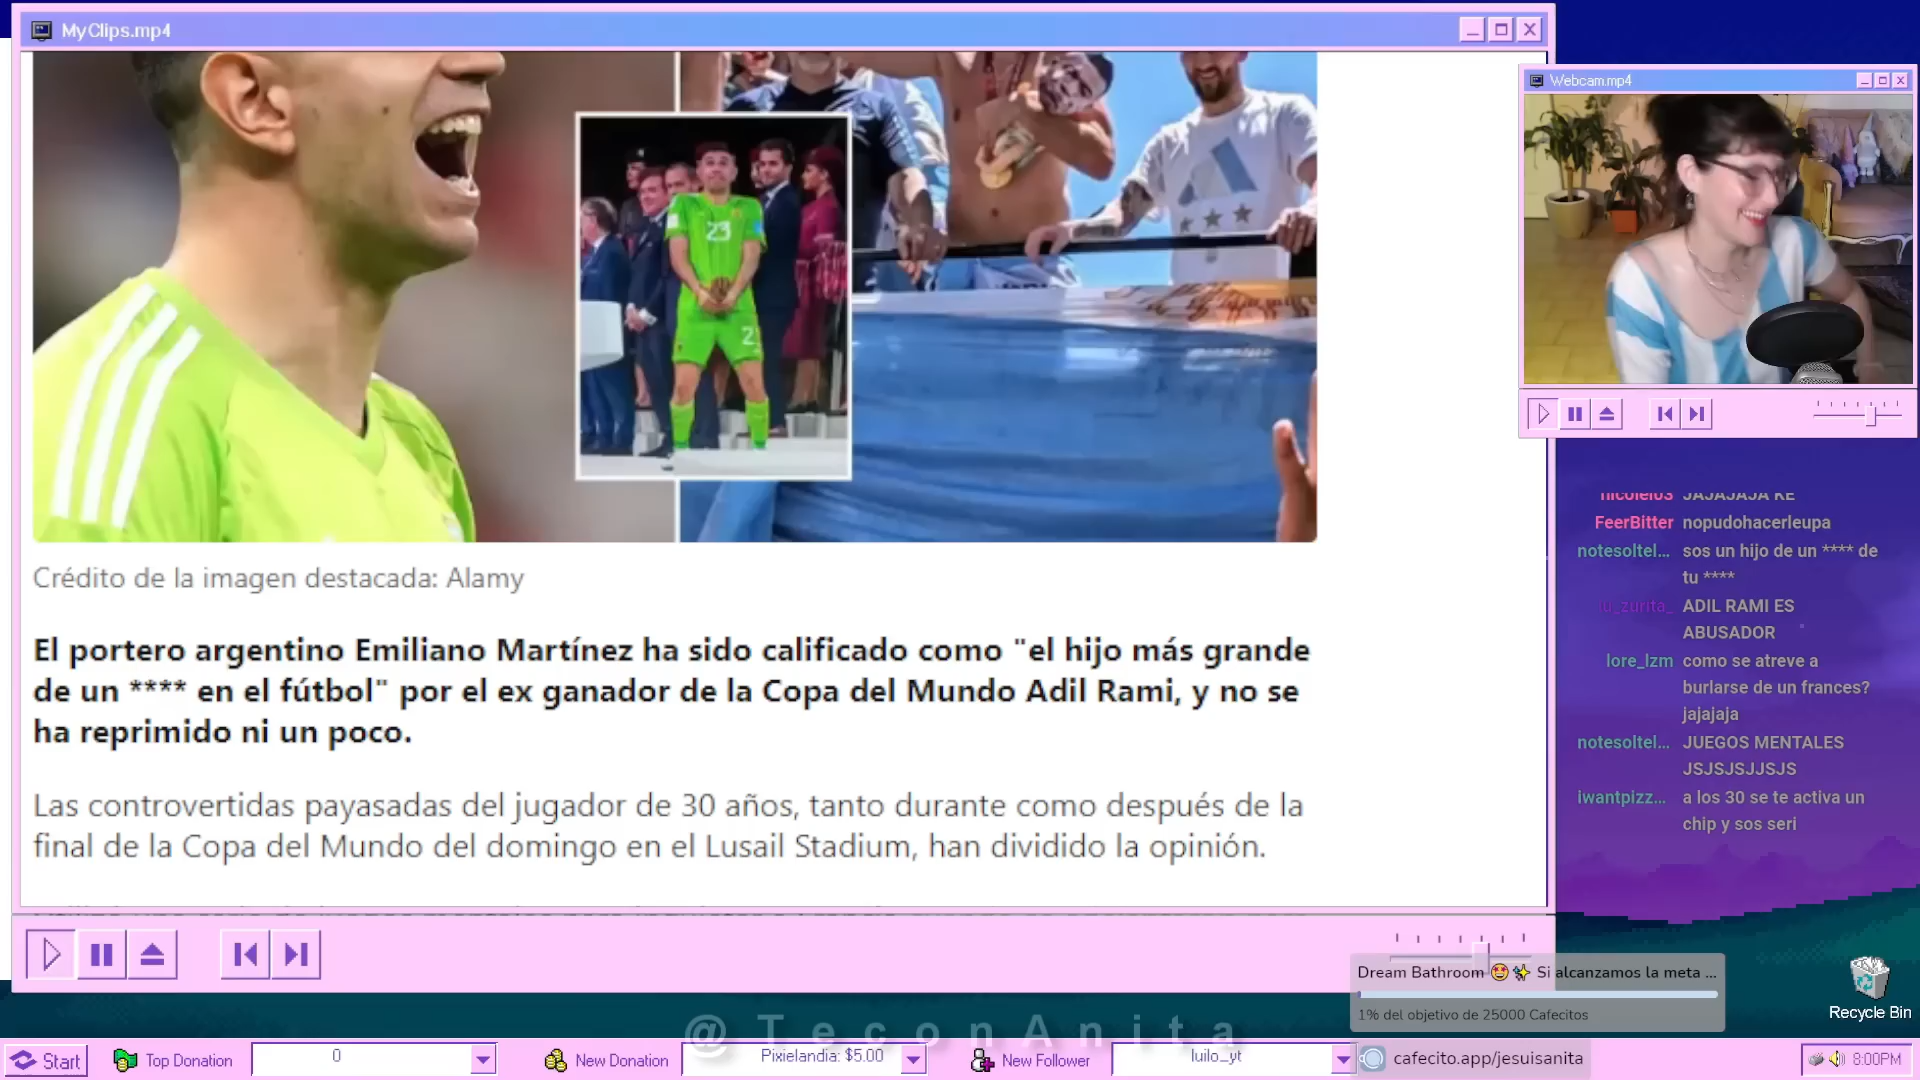 MyClips.mp4
23
Crédito de la imagen destacada: Alamy
El portero argentino Emiliano Martínez ha sido calificado como "el hijo más grande
de un **** en el fútbol" por el ex ganador de la Copa del Mundo Adil Rami, y no se
ha reprimido ni un poco.
Las controvertidas payasadas del jugador de 30 años, tanto durante como después de la
final de la Copa del Mundo del domingo en el Lusail Stadium, han dividido la opinión.
Webcam.mp4
nicole103 JAJAJAJA KE
FeerBitter nopudohacerleupa
notesoltel... sos un hijo de un **** de
tu ****
lu_zurita_ ADIL RAMI ES
ABUSADOR
lore_lzm como se atreve a
burlarse de un frances?
jajajaja
notesoltel... JUEGOS MENTALES
JSJSJSJJSJS
iwantpizz... a los 30 se te activa un
chip y sos seri
Dream Bathroom 🤩✨ Si alcanzamos la meta ...
1% del objetivo de 25000 Cafecitos
Recycle Bin
@TeconAnita
Start
Top Donation
0
New Donation
Pixielandia: $5.00
New Follower
luilo_yt
cafecito.app/jesuisanita
8:00PM